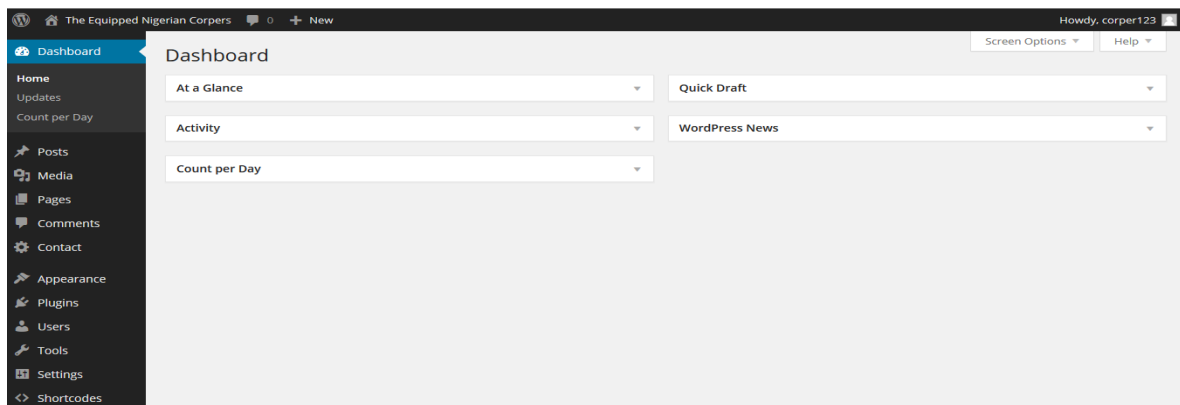 The Equipped Nigerian Corpers 0 + New Howdy, corper123
Dashboard
Home
Updates
Count per Day
Posts
Media
Pages
Comments
Contact
Appearance
Plugins
Users
Tools
Settings
Shortcodes
Screen Options Help
Dashboard
At a Glance
Activity
Count per Day
Quick Draft
WordPress News